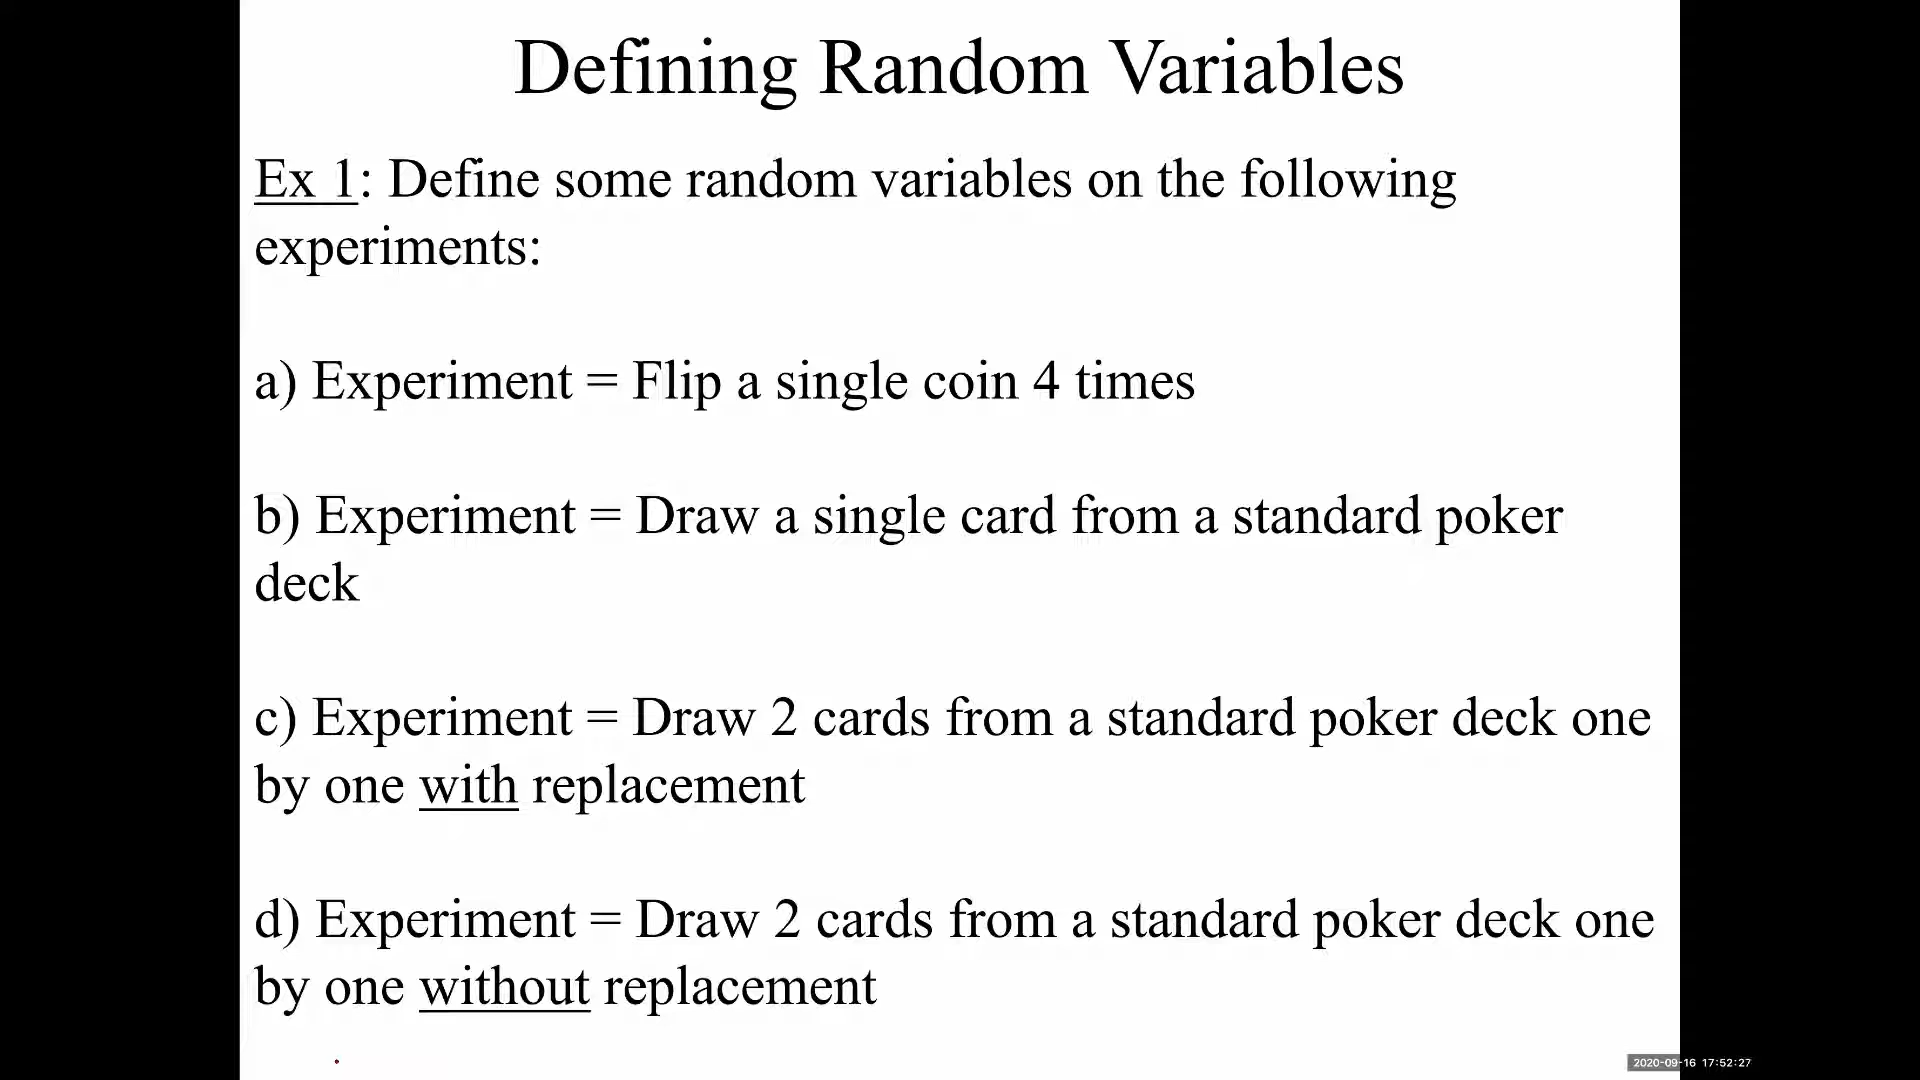 Defining Random Variables
Ex 1: Define some random variables on the following
experiments:
a) Experiment = Flip a single coin 4 times
b) Experiment = Draw a single card from a standard poker
deck
c) Experiment = Draw 2 cards from a standard poker deck one
by one with replacement
d) Experiment = Draw 2 cards from a standard poker deck one
by one without replacement
2020-09-16 17:52:27